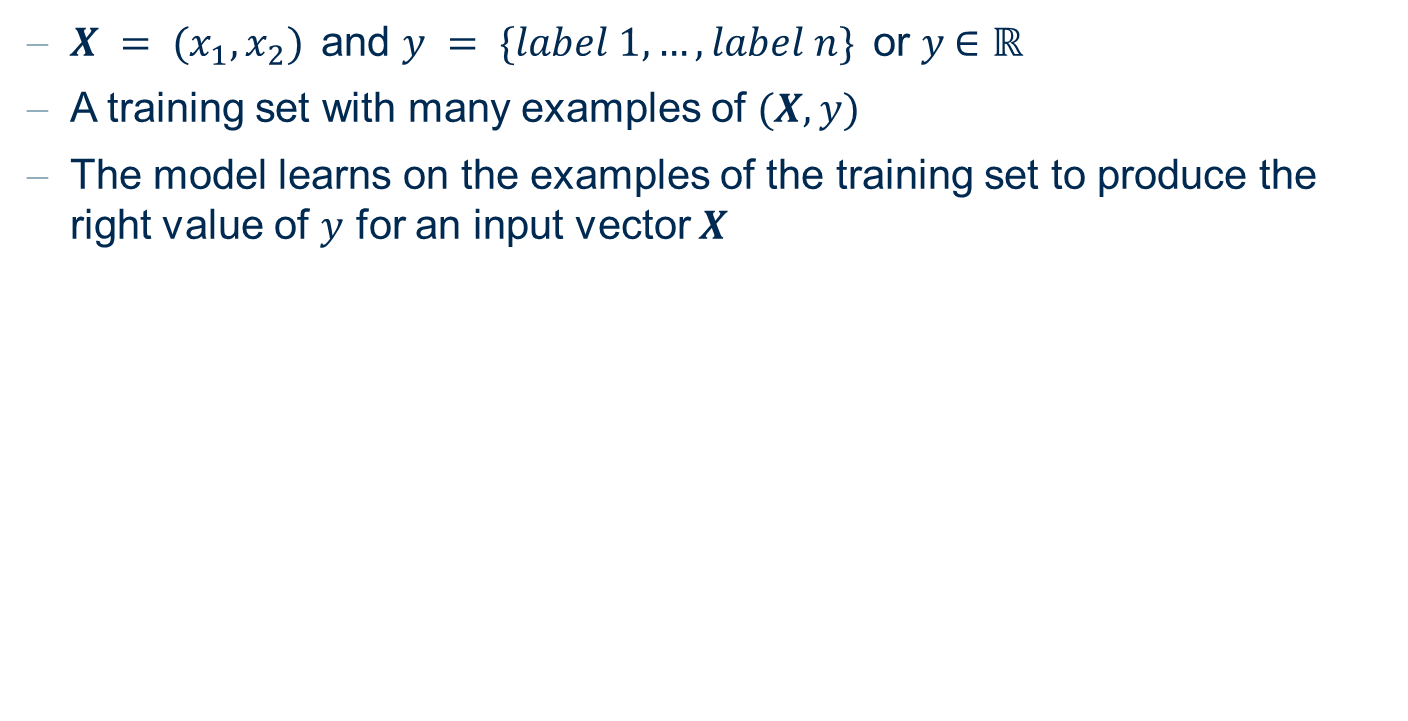 – 𝑿 = (𝑥₁, 𝑥₂) and 𝑦 = {𝑙𝑎𝑏𝑒𝑙 1, … , 𝑙𝑎𝑏𝑒𝑙 𝑛} or 𝑦 ∈ ℝ
– A training set with many examples of (𝑿, 𝑦)
– The model learns on the examples of the training set to produce the
right value of 𝑦 for an input vector 𝑿